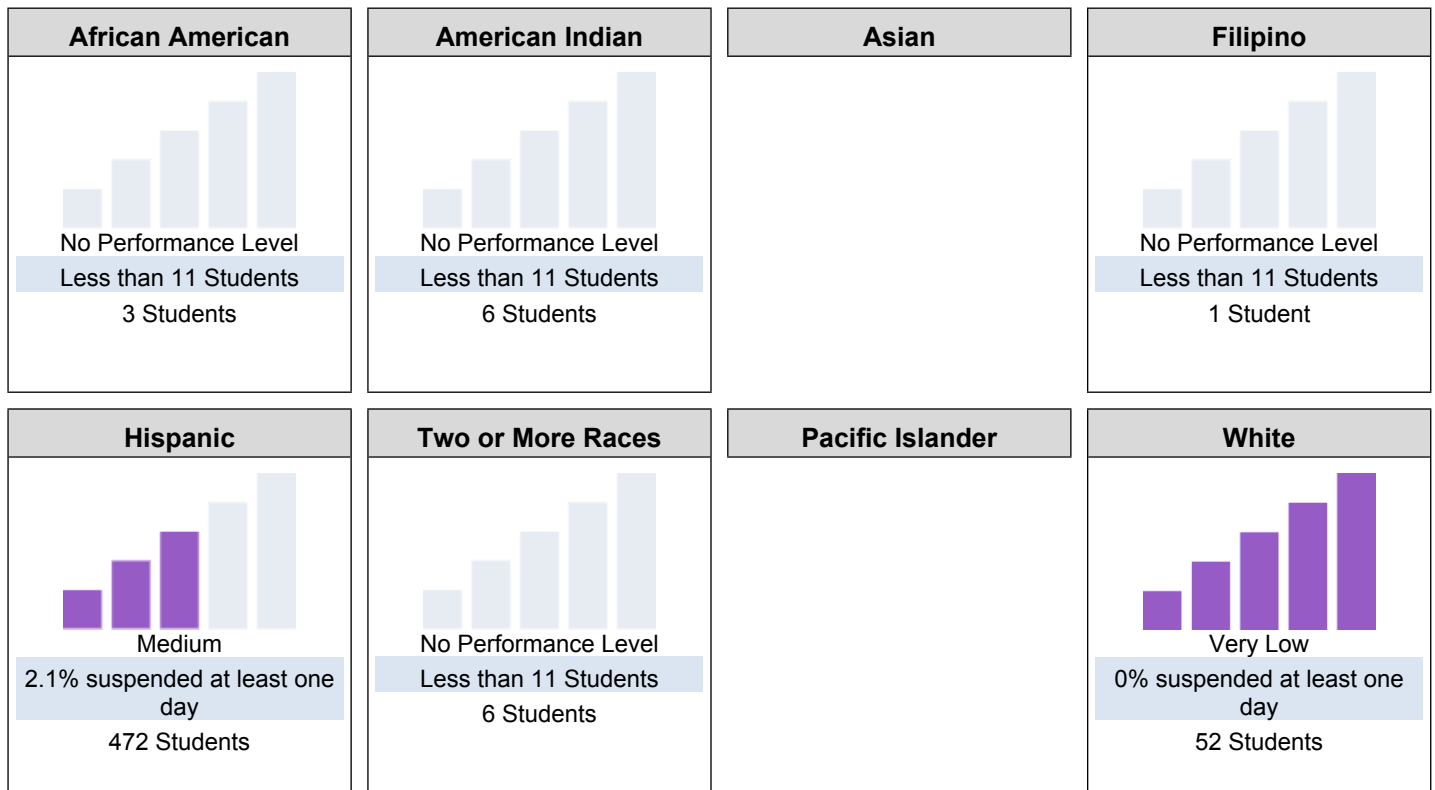 African American
No Performance Level
Less than 11 Students
3 Students
American Indian
No Performance Level
Less than 11 Students
6 Students
Asian
Filipino
No Performance Level
Less than 11 Students
1 Student
Hispanic
Medium
2.1% suspended at least one
day
472 Students
Two or More Races
No Performance Level
Less than 11 Students
6 Students
Pacific Islander
White
Very Low
0% suspended at least one
day
52 Students